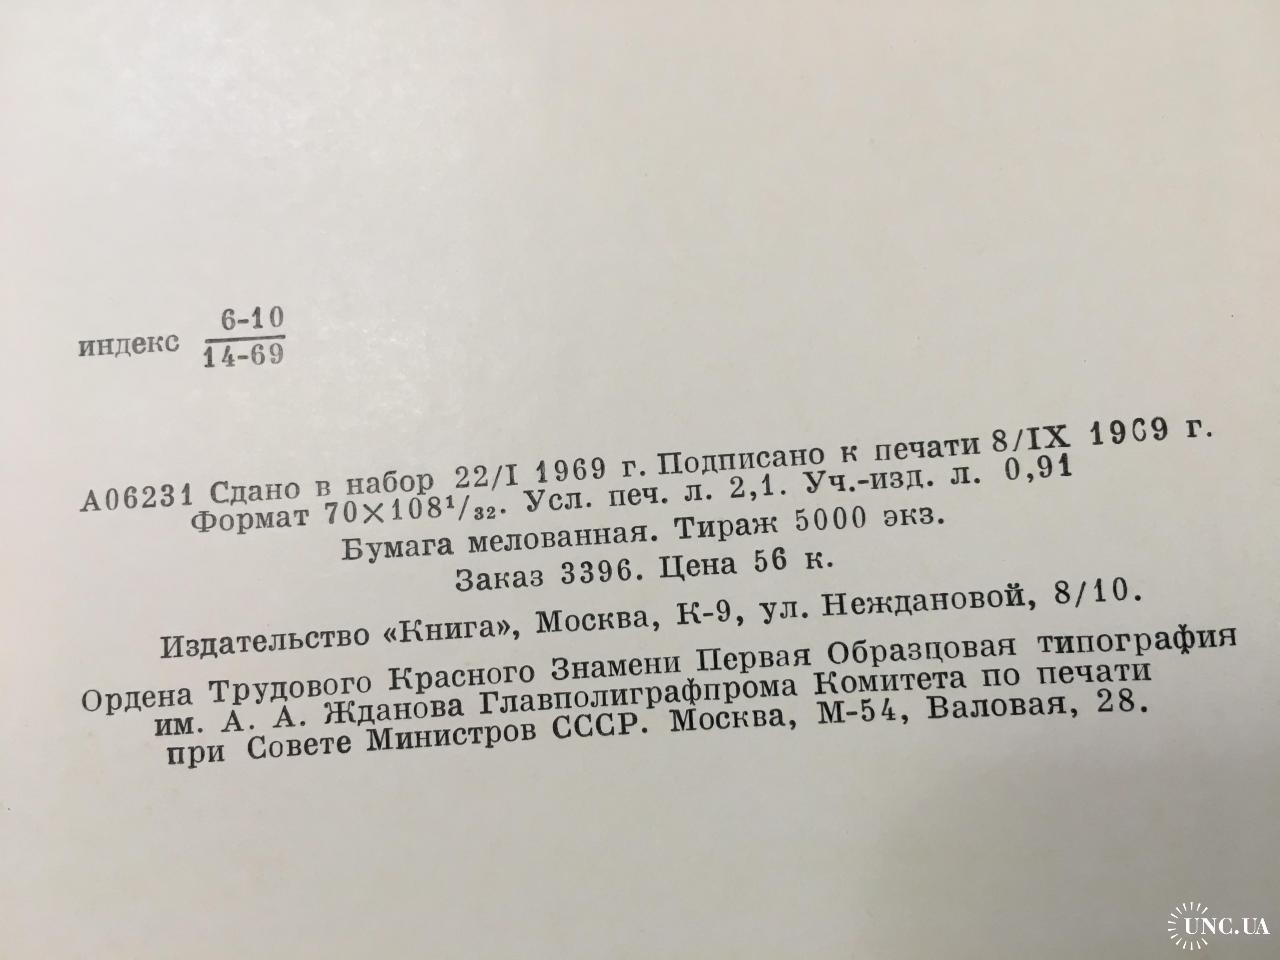 индекс 6-10
14-69
А06231 Сдано в набор 22/I 1969 г. Подписано к печати 8/IX 1969 г.
Формат 70×108¹/₃₂. Усл. печ. л. 2,1. Уч.-изд. л. 0,91
Бумага мелованная. Тираж 5000 экз.
Заказ 3396. Цена 56 к.
Издательство «Книга», Москва, К-9, ул. Неждановой, 8/10.
Ордена Трудового Красного Знамени Первая Образцовая типография
им. А. А. Жданова Главполиграфпрома Комитета по печати
при Совете Министров СССР. Москва, М-54, Валовая, 28.
UNC.UA